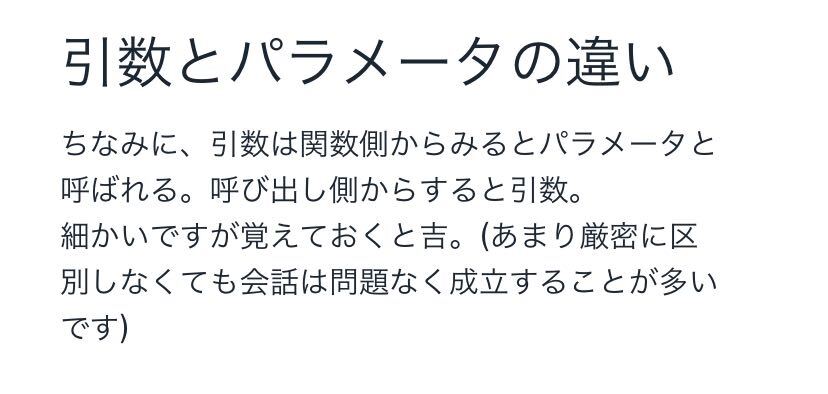 引数とパラメータの違い
ちなみに、引数は関数側からみるとパラメータと
呼ばれる。呼び出し側からすると引数。
細かいですが覚えておくと吉。(あまり厳密に区
別しなくても会話は問題なく成立することが多い
です)